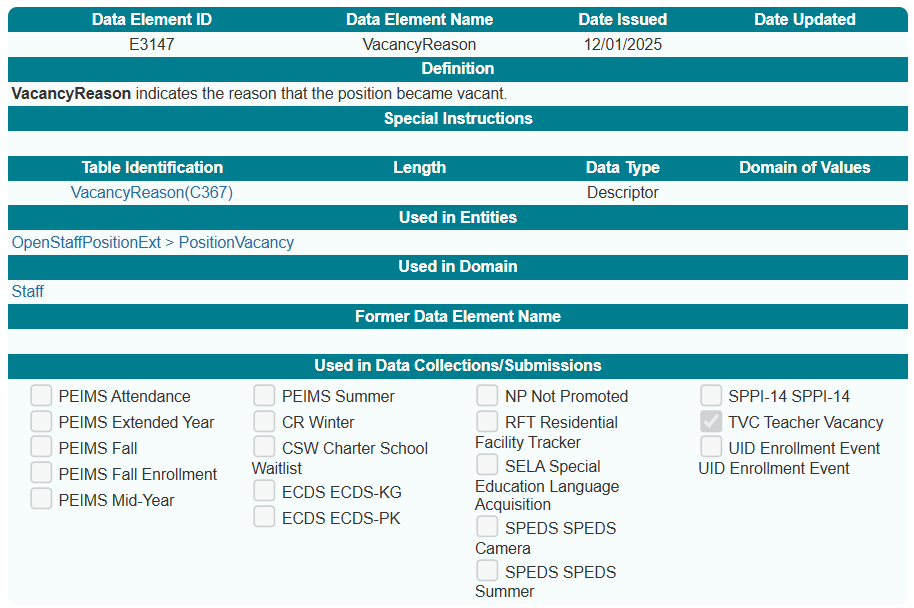 Data Element ID Data Element Name Date Issued Date Updated
E3147 VacancyReason 12/01/2025
Definition
VacancyReason indicates the reason that the position became vacant.
Special Instructions
Table Identification Length Data Type Domain of Values
VacancyReason(C367) Descriptor
Used in Entities
OpenStaffPositionExt > PositionVacancy
Used in Domain
Staff
Former Data Element Name
Used in Data Collections/Submissions
PEIMS Attendance
PEIMS Extended Year
PEIMS Fall
PEIMS Fall Enrollment
PEIMS Mid-Year
PEIMS Summer
CR Winter
CSW Charter School
Waitlist
ECDS ECDS-KG
ECDS ECDS-PK
NP Not Promoted
RFT Residential
Facility Tracker
SELA Special
Education Language
Acquisition
SPEDS SPEDS
Camera
SPEDS SPEDS
Summer
SPPI-14 SPPI-14
TVC Teacher Vacancy
UID Enrollment Event
UID Enrollment Event